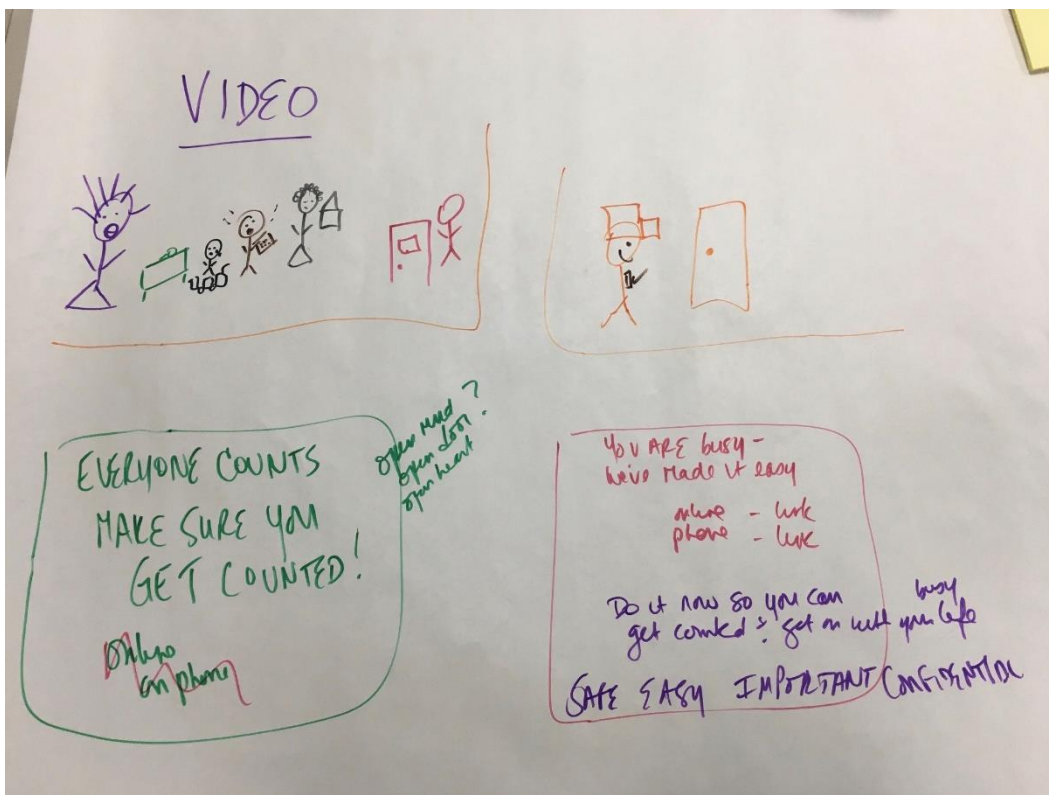 VIDEO
EVERYONE COUNTS
MAKE SURE YOU
GET COUNTED!
online
on phone
open mind?
open door?
open heart
YOU ARE busy –
We've made it easy
online – link
phone – link
Do it now so you can
get counted & get on with your busy life
SAFE EASY IMPORTANT CONFIDENTIAL